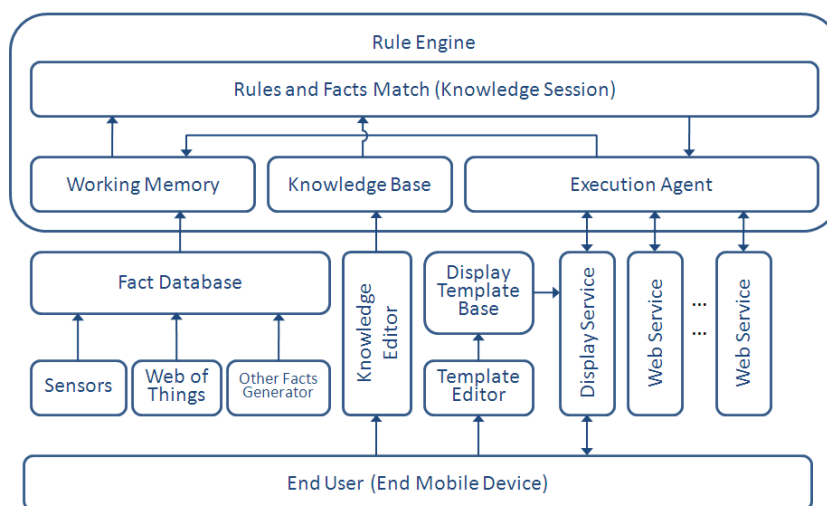 Rule Engine
Rules and Facts Match (Knowledge Session)
Working Memory
Knowledge Base
Execution Agent
Fact Database
Knowledge
Editor
Display
Template
Base
Display Service
Web Service
...
...
Web Service
Sensors
Web of
Things
Other Facts
Generator
Template
Editor
End User (End Mobile Device)